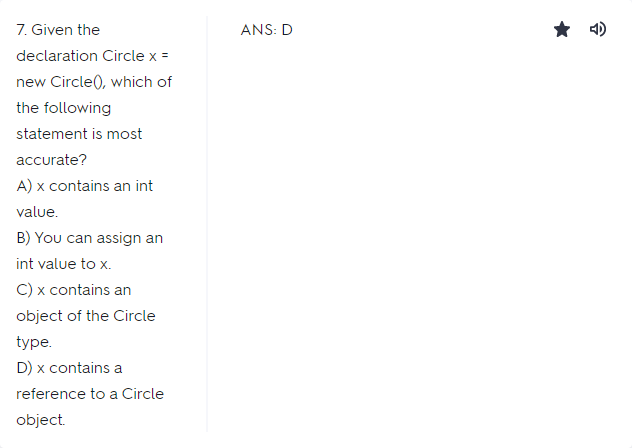 7. Given the
declaration Circle x =
new Circle(), which of
the following
statement is most
accurate?
A) x contains an int
value.
B) You can assign an
int value to x.
C) x contains an
object of the Circle
type.
D) x contains a
reference to a Circle
object.
ANS: D